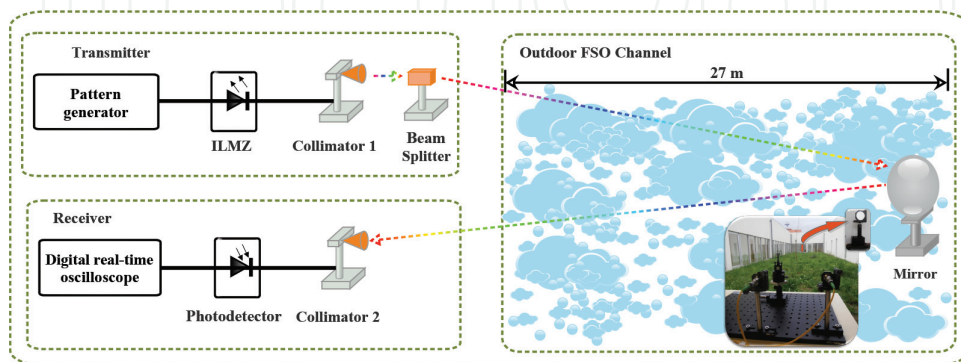 Transmitter
Pattern
generator
ILMZ
Collimator 1
Beam
Splitter
Receiver
Digital real-time
oscilloscope
Photodetector
Collimator 2
Outdoor FSO Channel
27 m
Mirror